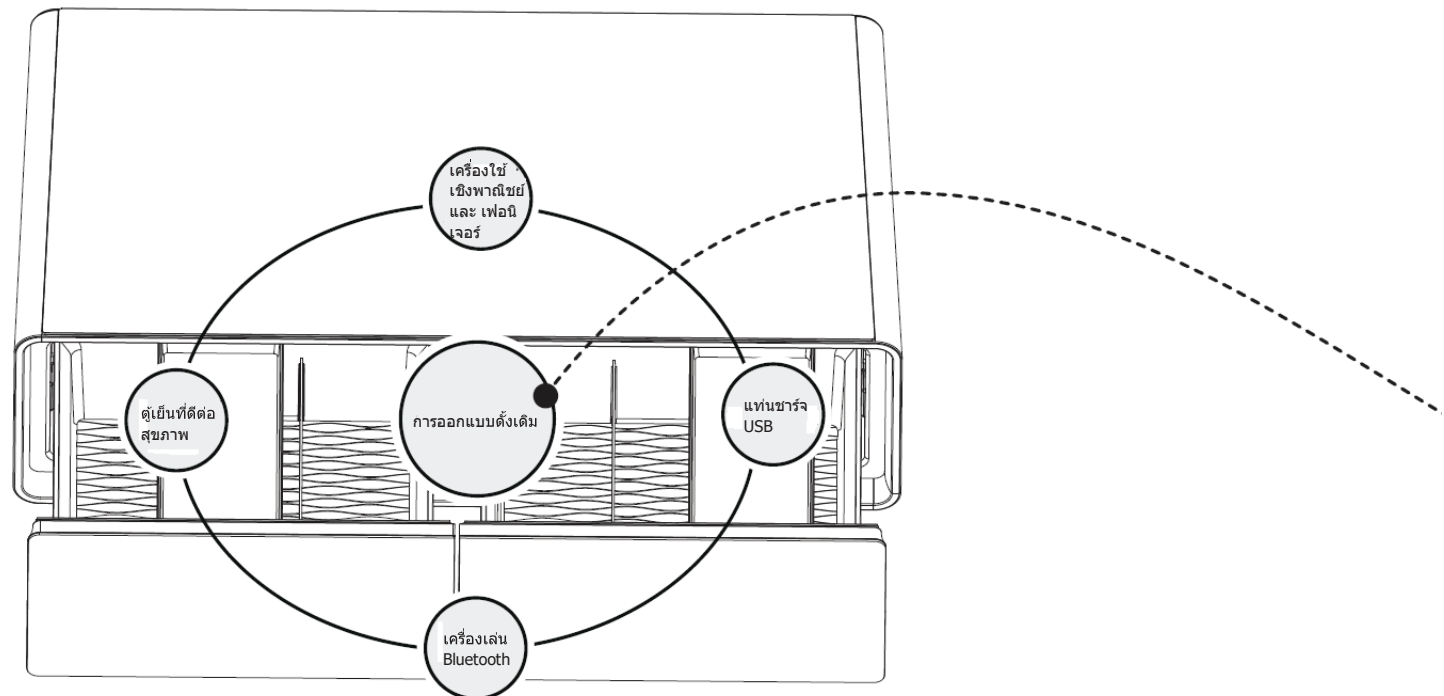 เครื่องใช้
เชิงพาณิชย์
และ เฟอนิ
เจอร์
ตู้เย็นที่ดีต่อ
สุขภาพ
การออกแบบดั้งเดิม
แท่นชาร์จ
USB
เครื่องเล่น
Bluetooth